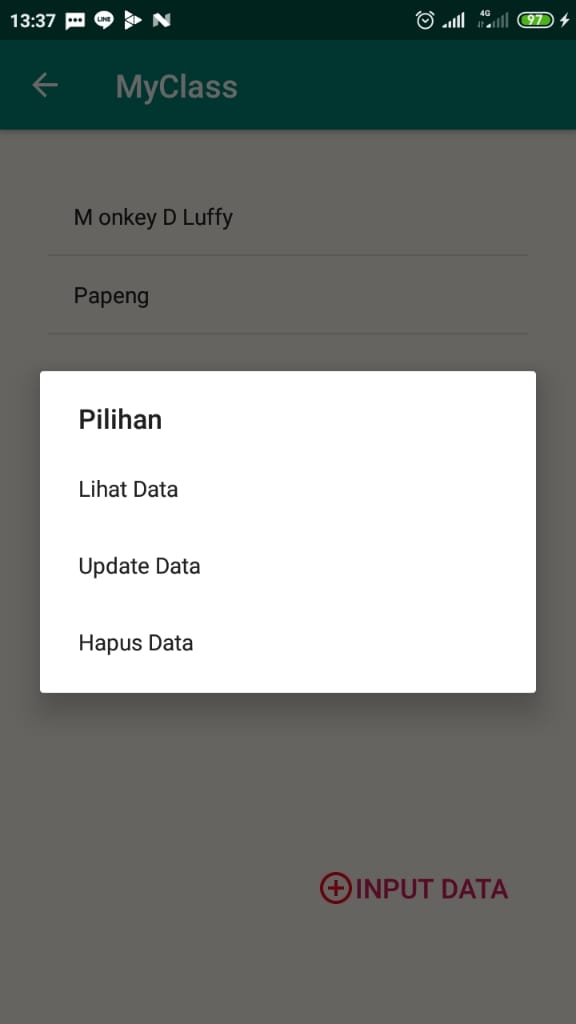 13:37 LINE N 4G 97
MyClass
M onkey D Luffy
Papeng
Pilihan
Lihat Data
Update Data
Hapus Data
INPUT DATA